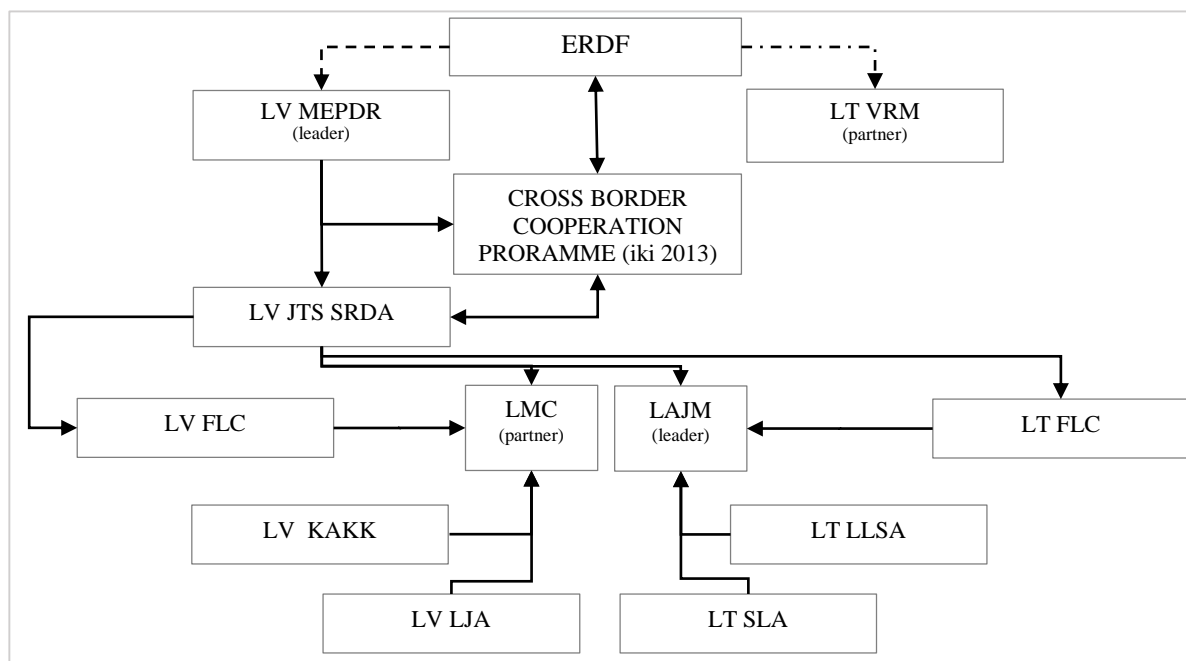 ERDF
LV MEPDR
(leader)
LT VRM
(partner)
CROSS BORDER
COOPERATION
PRORAMME (iki 2013)
LV JTS SRDA
LV FLC
LMC
(partner)
LAJM
(leader)
LT FLC
LV KAKK
LT LLSA
LV LJA
LT SLA